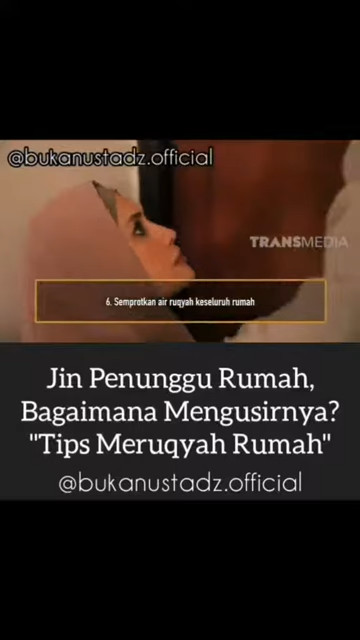 @bukanustadz.official
TRANSMEDIA
6. Semprotkan air ruqyah keseluruh rumah
Jin Penunggu Rumah,
Bagaimana Mengusirnya?
"Tips Meruqyah Rumah"
@bukanustadz.official